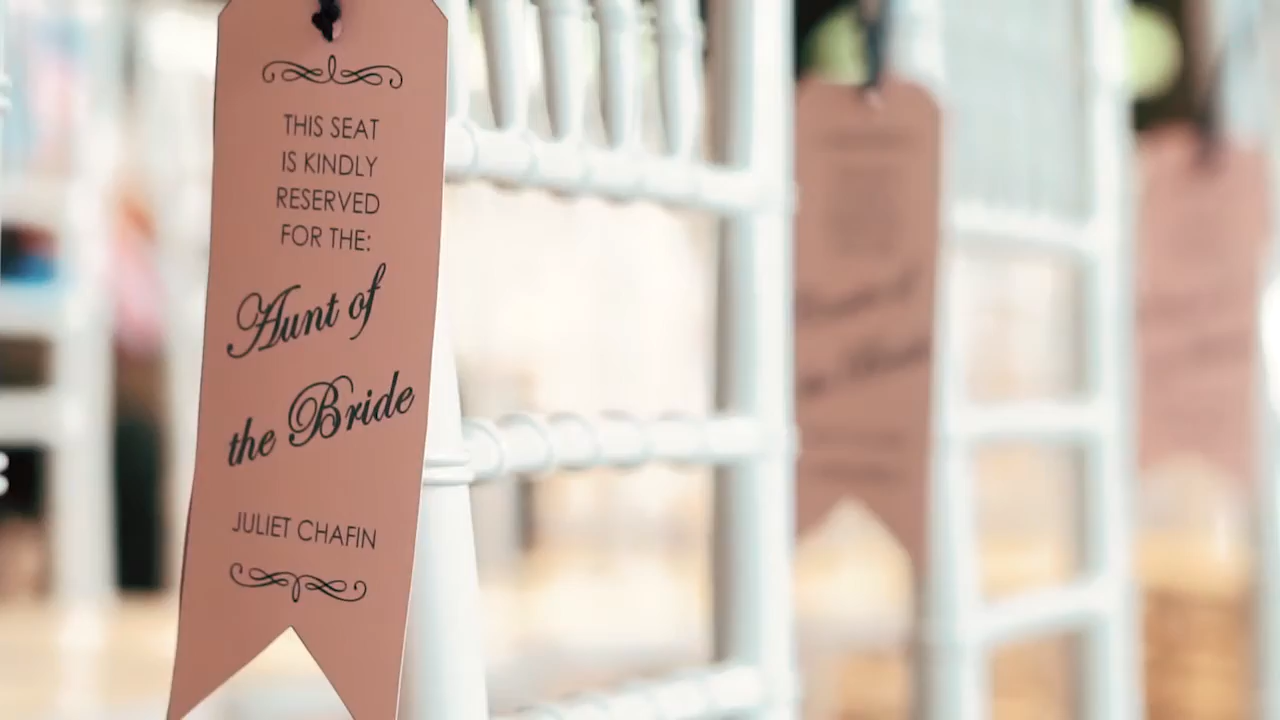 THIS SEAT
IS KINDLY
RESERVED
FOR THE:
Aunt of
the Bride
JULIET CHAFIN